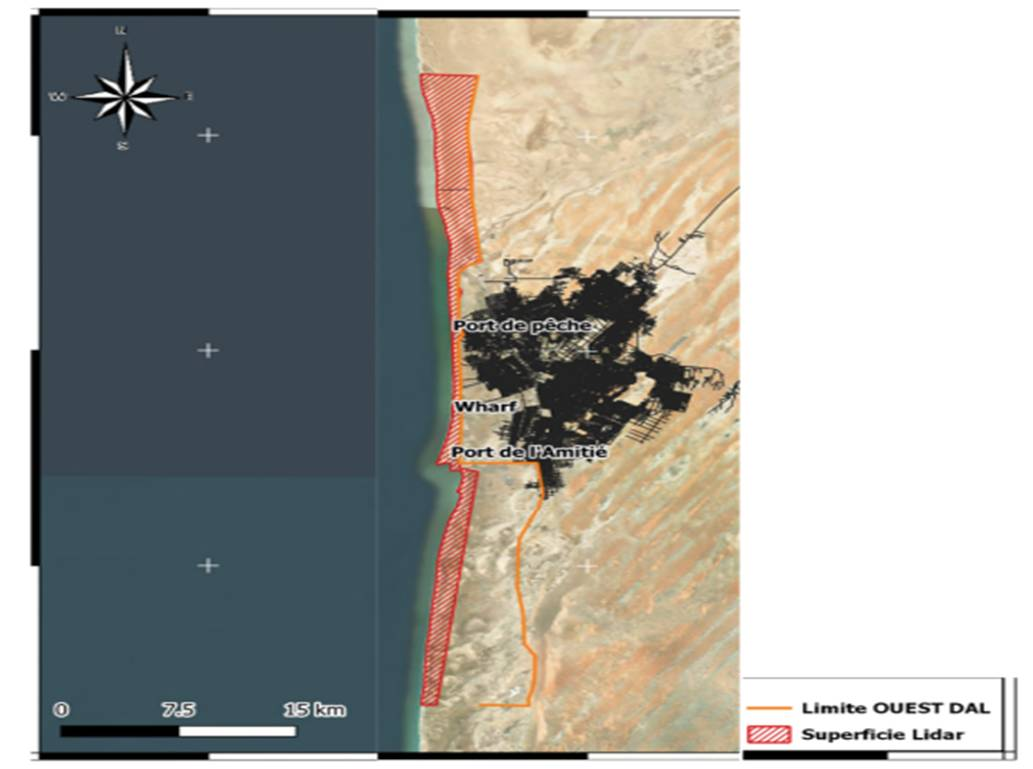 N
W E
S
Port de pêche
Wharf
Port de l'Amitié
0 7.5 15 km
Limite OUEST DAL
Superficie Lidar